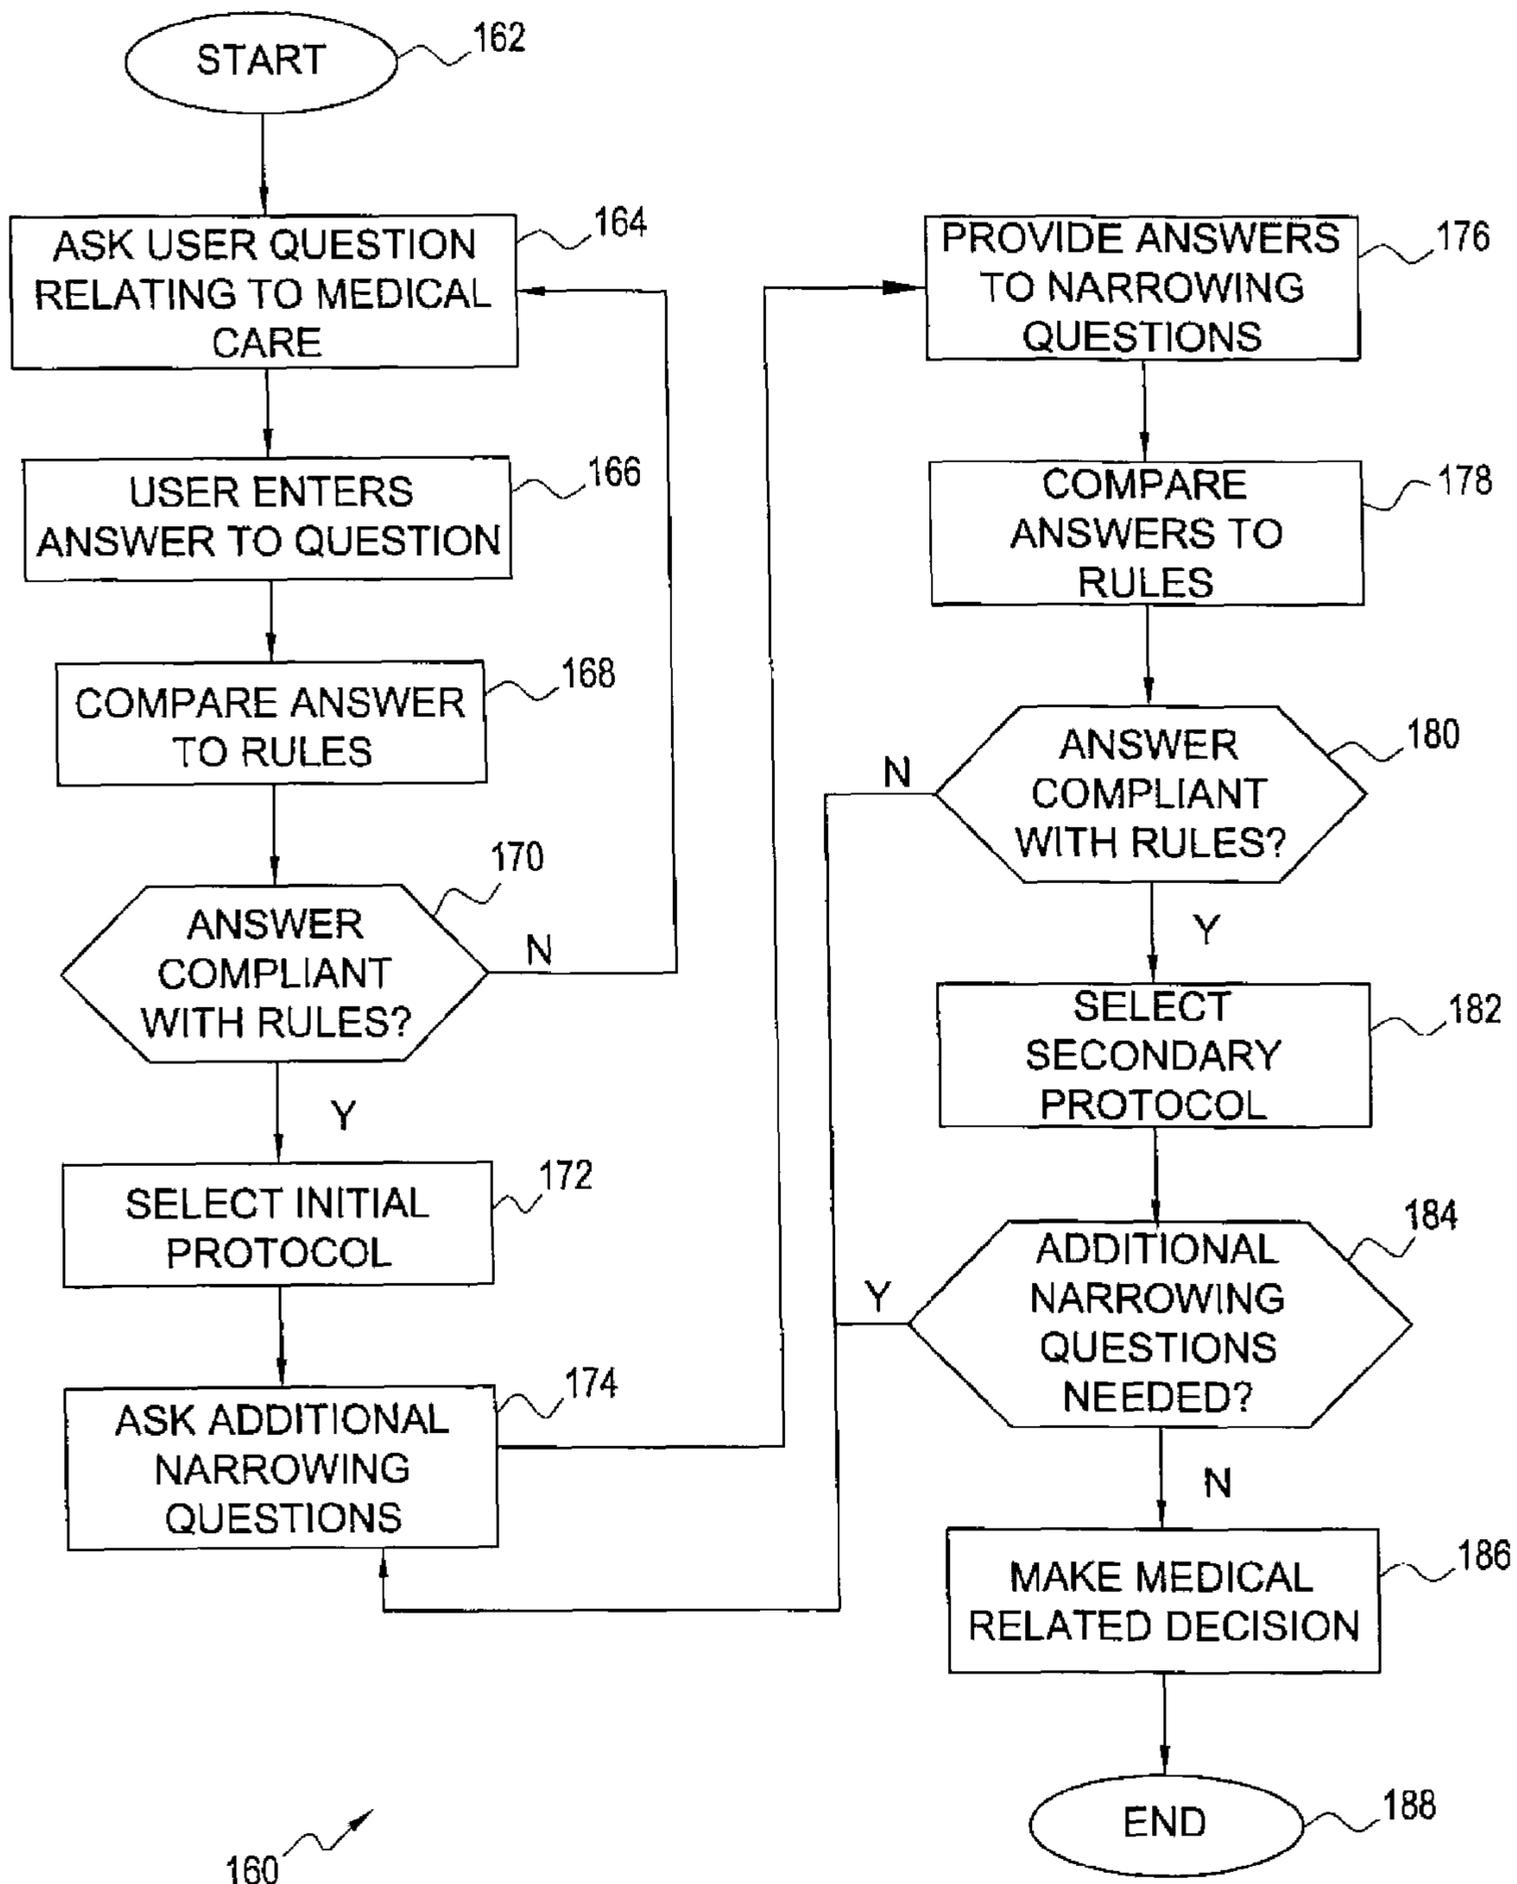 START
162
ASK USER QUESTION
RELATING TO MEDICAL
CARE
164
USER ENTERS
ANSWER TO QUESTION
166
COMPARE ANSWER
TO RULES
168
170
ANSWER
COMPLIANT
WITH RULES?
N
Y
SELECT INITIAL
PROTOCOL
172
ASK ADDITIONAL
NARROWING
QUESTIONS
174
PROVIDE ANSWERS
TO NARROWING
QUESTIONS
176
COMPARE
ANSWERS TO
RULES
178
ANSWER
COMPLIANT
WITH RULES?
180
N
Y
SELECT
SECONDARY
PROTOCOL
182
ADDITIONAL
NARROWING
QUESTIONS
NEEDED?
184
Y
N
MAKE MEDICAL
RELATED DECISION
186
END
188
160